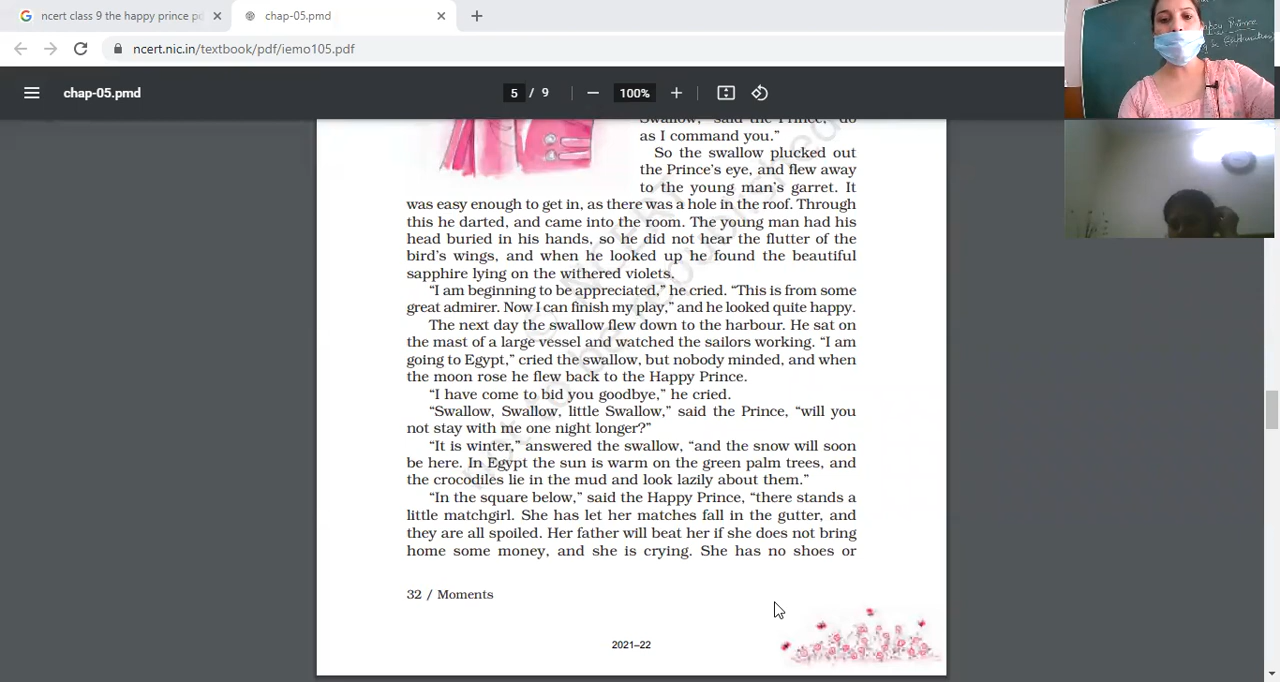 ncert class 9 the happy prince pd
chap-05.pmd
ncert.nic.in/textbook/pdf/iemo105.pdf
chap-05.pmd
5 / 9
100%
Swallow," said the Prince, "do
as I command you."
So the swallow plucked out
the Prince's eye, and flew away
to the young man's garret. It
was easy enough to get in, as there was a hole in the roof. Through
this he darted, and came into the room. The young man had his
head buried in his hands, so he did not hear the flutter of the
bird's wings, and when he looked up he found the beautiful
sapphire lying on the withered violets.
"I am beginning to be appreciated," he cried. "This is from some
great admirer. Now I can finish my play," and he looked quite happy.
The next day the swallow flew down to the harbour. He sat on
the mast of a large vessel and watched the sailors working. "I am
going to Egypt," cried the swallow, but nobody minded, and when
the moon rose he flew back to the Happy Prince.
"I have come to bid you goodbye," he cried.
"Swallow, Swallow, little Swallow," said the Prince, "will you
not stay with me one night longer?"
"It is winter," answered the swallow, "and the snow will soon
be here. In Egypt the sun is warm on the green palm trees, and
the crocodiles lie in the mud and look lazily about them."
"In the square below," said the Happy Prince, "there stands a
little matchgirl. She has let her matches fall in the gutter, and
they are all spoiled. Her father will beat her if she does not bring
home some money, and she is crying. She has no shoes or
32 / Moments
2021–22
Prince